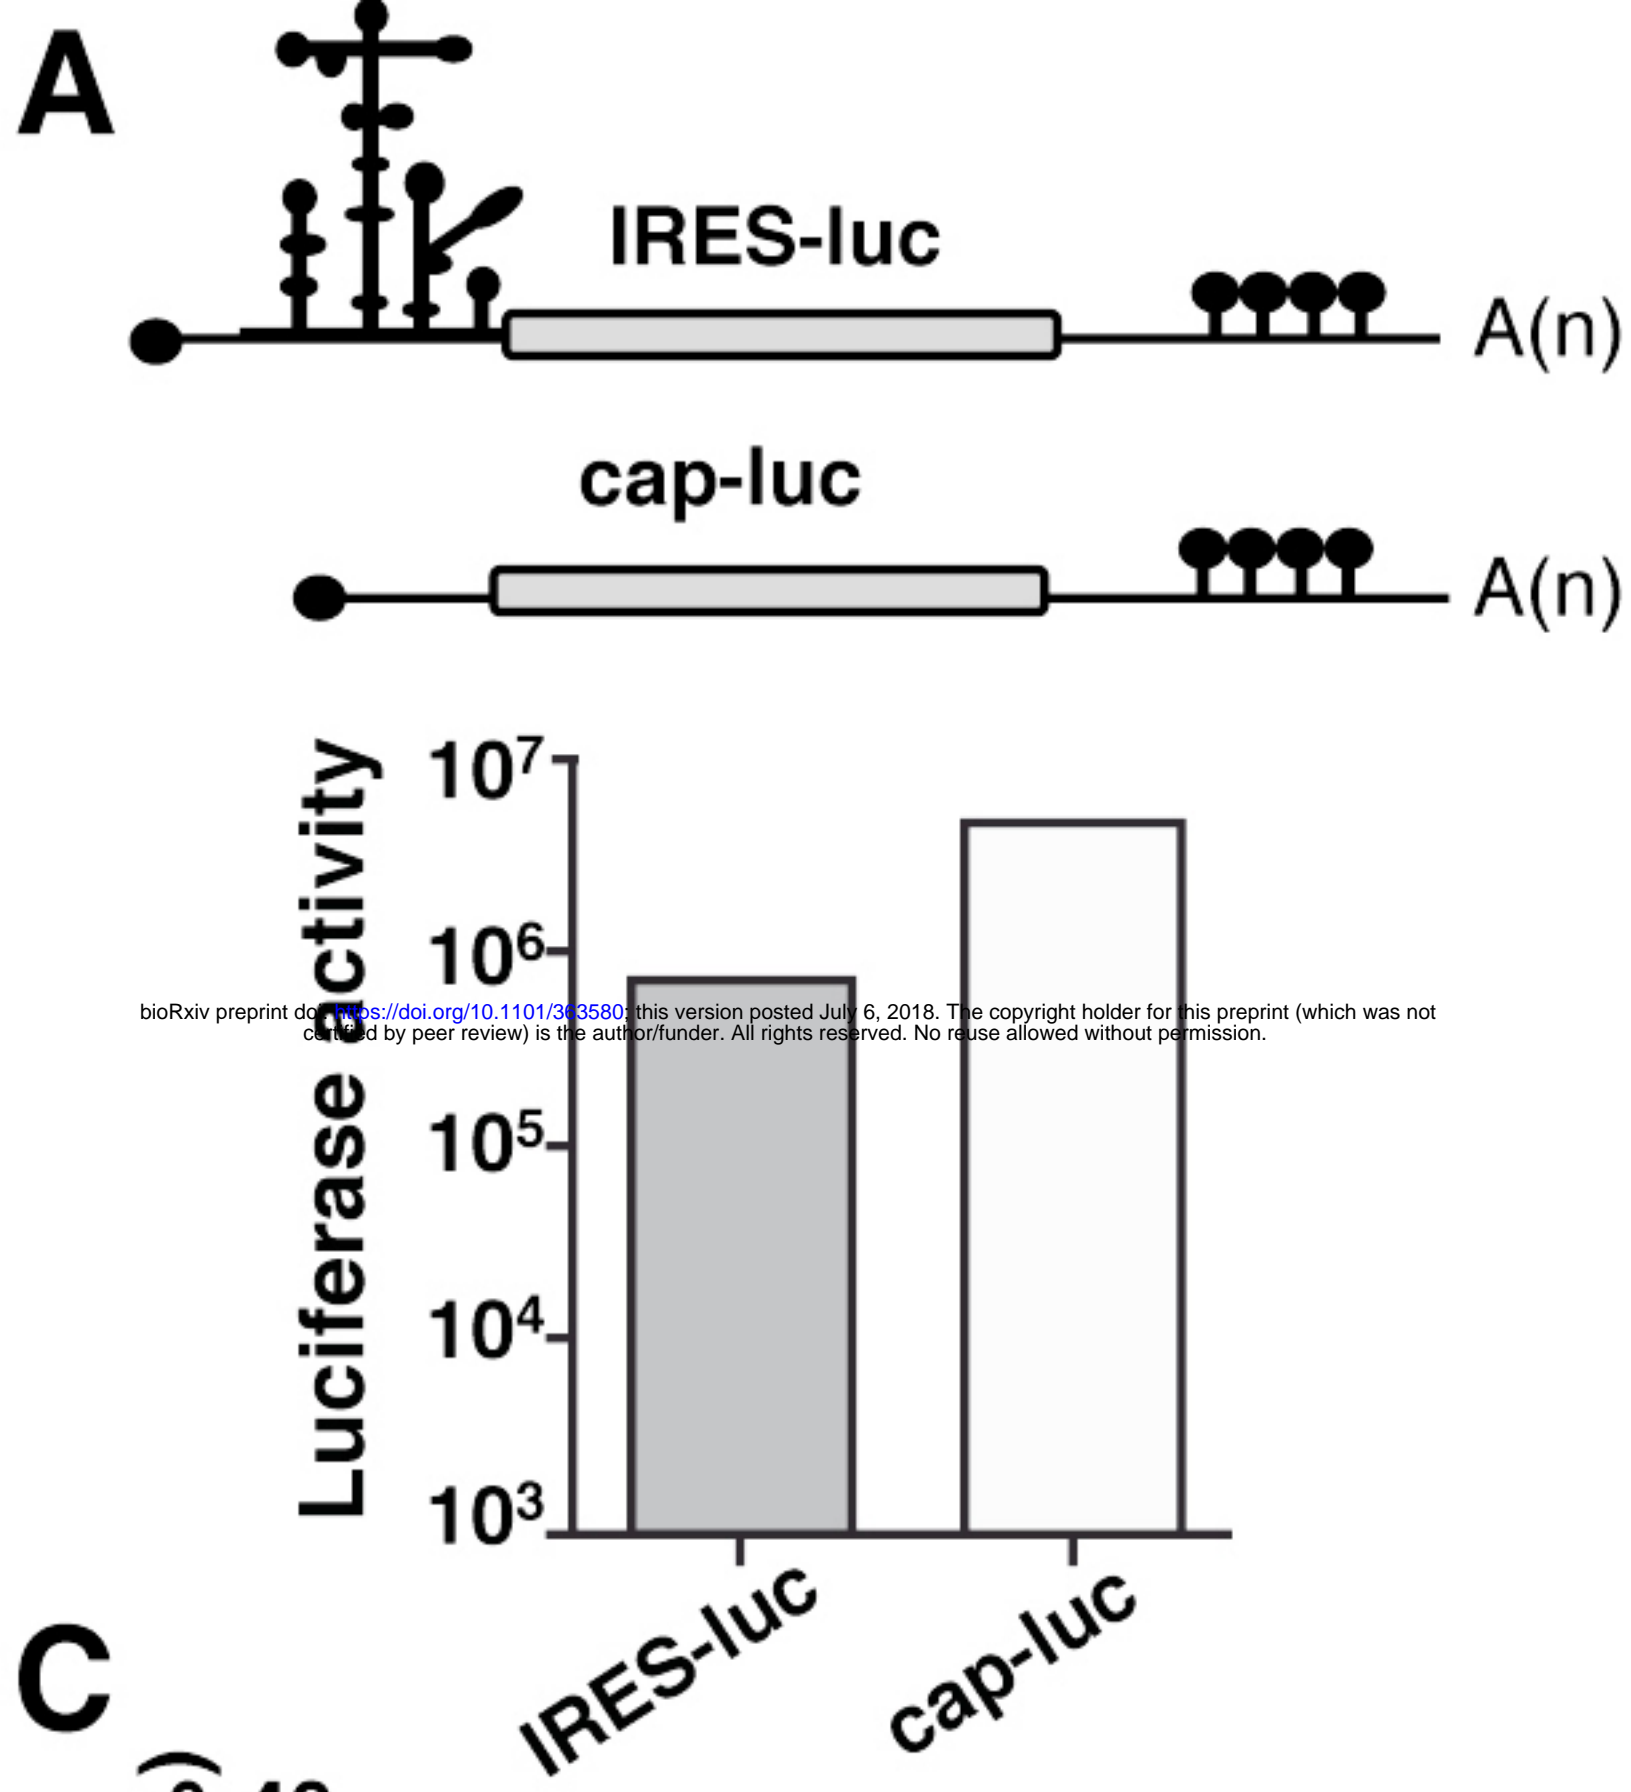 A
IRES-luc
A(n)
cap-luc
A(n)
Luciferase activity
10⁷
10⁶
10⁵
10⁴
10³
bioRxiv preprint doi: https://doi.org/10.1101/363580; this version posted July 6, 2018. The copyright holder for this preprint (which was not
certified by peer review) is the author/funder. All rights reserved. No reuse allowed without permission.
IRES-luc
cap-luc
C